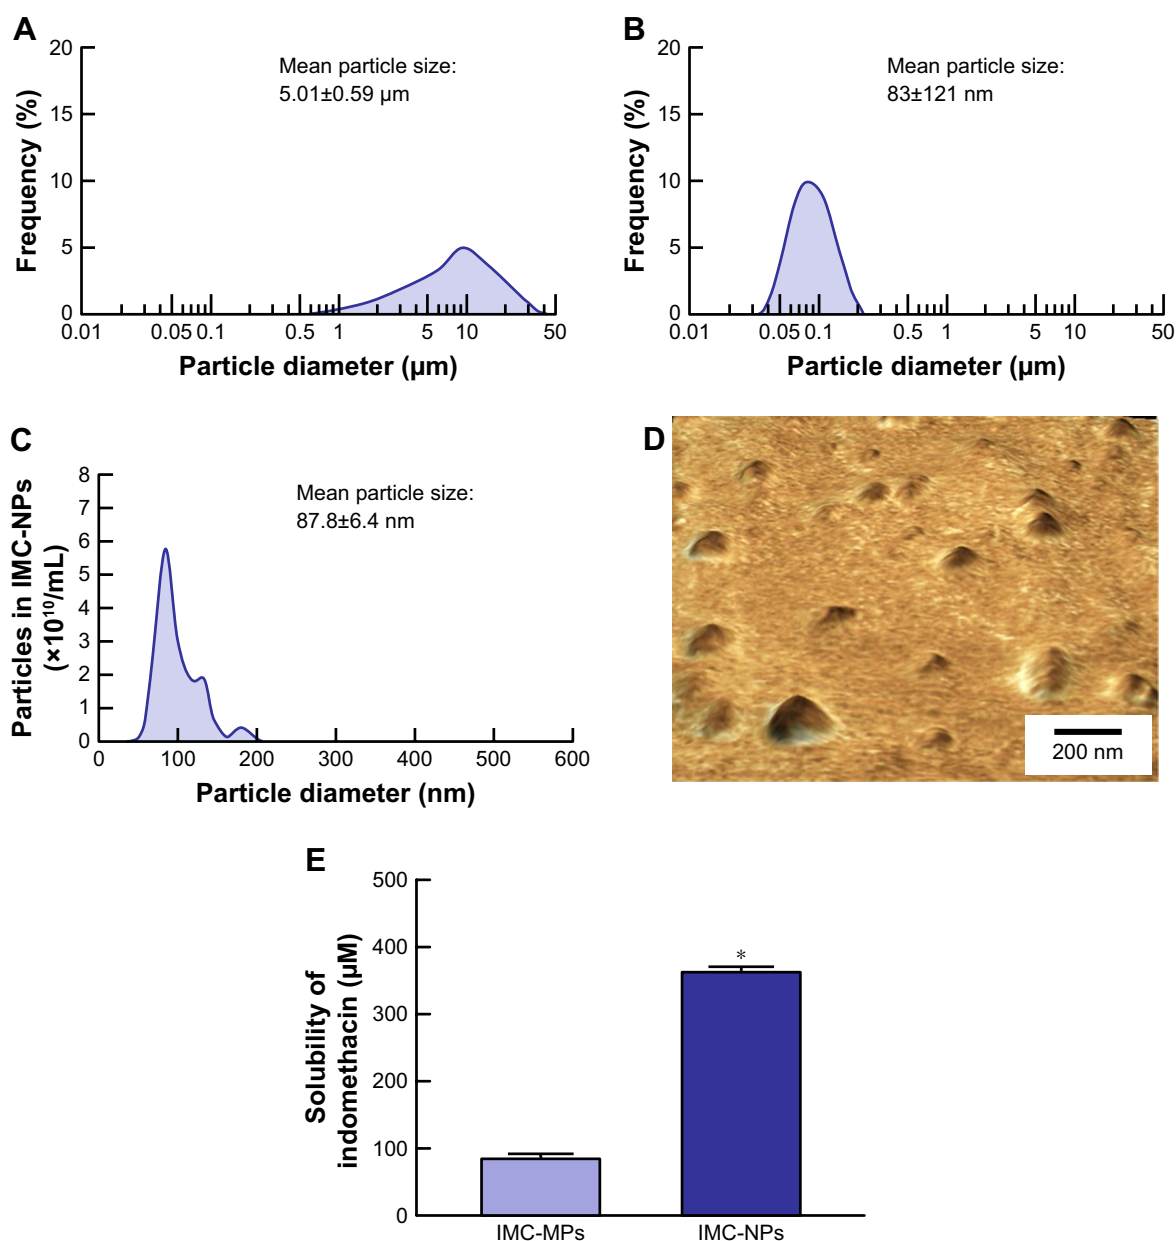 A
20
15
10
5
0
Frequency (%)
Mean particle size:
5.01±0.59 µm
0.01 0.05 0.1 0.5 1 5 10 50
Particle diameter (µm)
B
20
15
10
5
0
Frequency (%)
Mean particle size:
83±121 nm
0.01 0.05 0.1 0.5 1 5 10 50
Particle diameter (µm)
C
8
7
6
5
4
3
2
1
0
Particles in IMC-NPs
(×10¹⁰/mL)
Mean particle size:
87.8±6.4 nm
0 100 200 300 400 500 600
Particle diameter (nm)
D
200 nm
E
500
400
300
200
100
0
Solubility of
indomethacin (µM)
*
IMC-MPs IMC-NPs